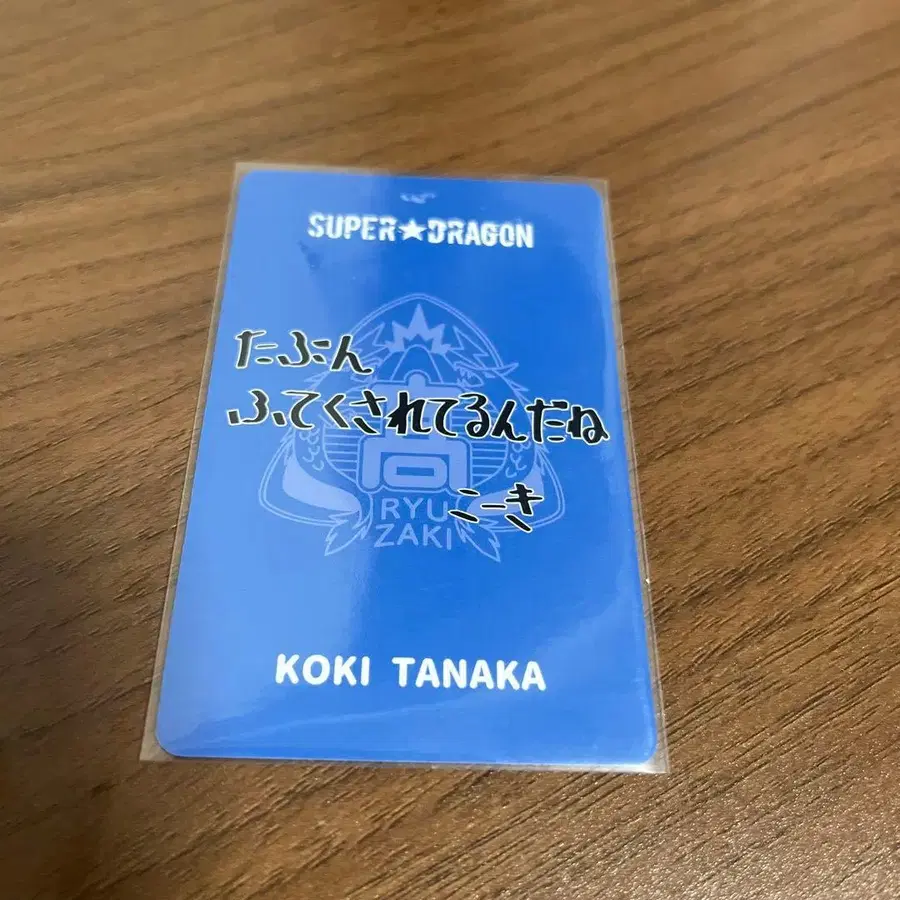 SUPER★DRAGON
たぶん
ふてくされてるんだね
こーき
高
RYU
ZAKI
KOKI TANAKA